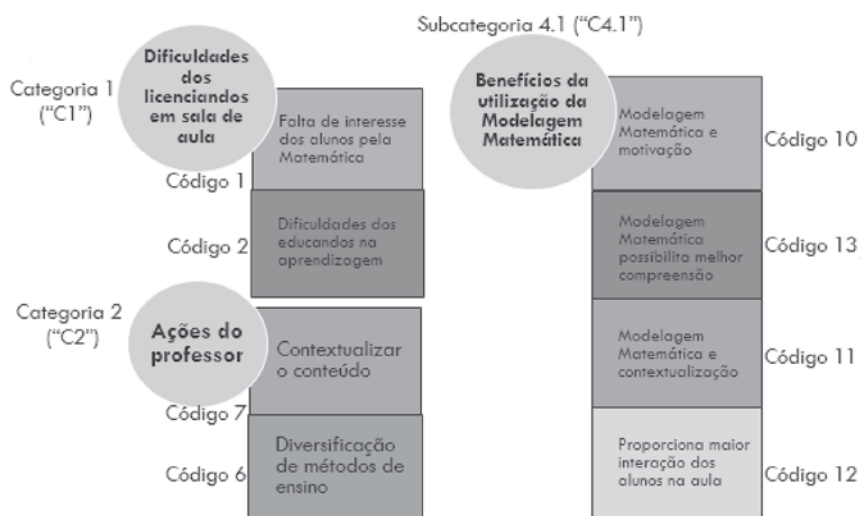 Subcategoria 4.1 (“C4.1”)
Categoria 1
(“C1”)
Dificuldades
dos
licenciandos
em sala de
aula
Falta de interesse
dos alunos pela
Matemática
Código 1
Dificuldades dos
educandos na
aprendizagem
Código 2
Categoria 2
(“C2”)
Ações do
professor
Contextualizar
o conteúdo
Código 7
Diversificação
de métodos de
ensino
Código 6
Benefícios da
utilização da
Modelagem
Matemática
Modelagem
Matemática e
motivação
Código 10
Modelagem
Matemática
possibilita melhor
compreensão
Código 13
Modelagem
Matemática e
contextualização
Código 11
Proporciona maior
interação dos
alunos na aula
Código 12